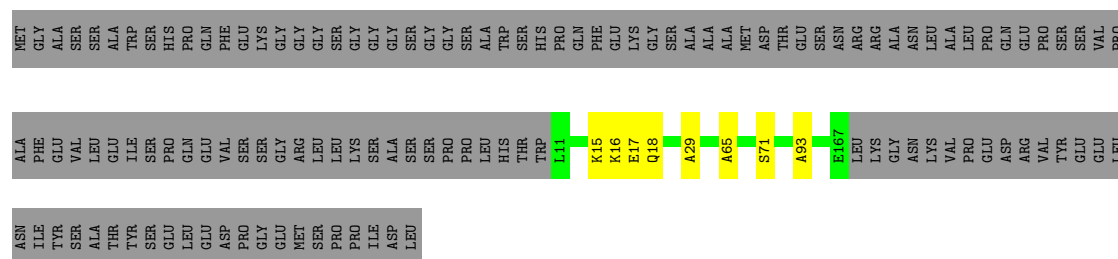 MET GLY ALA SER SER ALA TRP SER HIS PRO GLN PHE GLU LYS GLY GLY GLY SER GLY GLY GLY SER GLY GLY SER ALA TRP SER HIS PRO GLN PHE GLU LYS GLY SER ALA ALA ALA MET ASP THR GLU SER ASN ARG ARG ALA ASN LEU ALA LEU PRO GLN GLU PRO SER SER VAL PRO
ALA PHE GLU VAL LEU GLU ILE SER PRO GLN GLU VAL SER SER GLY ARG LEU LEU LYS SER ALA SER SER PRO PRO LEU HIS THR TRP L11 K15 K16 E17 Q18 A29 A65 S71 A93 E167 LEU LYS GLY ASN LYS VAL PRO GLU ASP ARG VAL TYR GLU GLU LEU
ASN ILE TYR SER ALA THR TYR SER GLU LEU GLU ASP PRO GLY GLU MET SER PRO PRO ILE ASP LEU